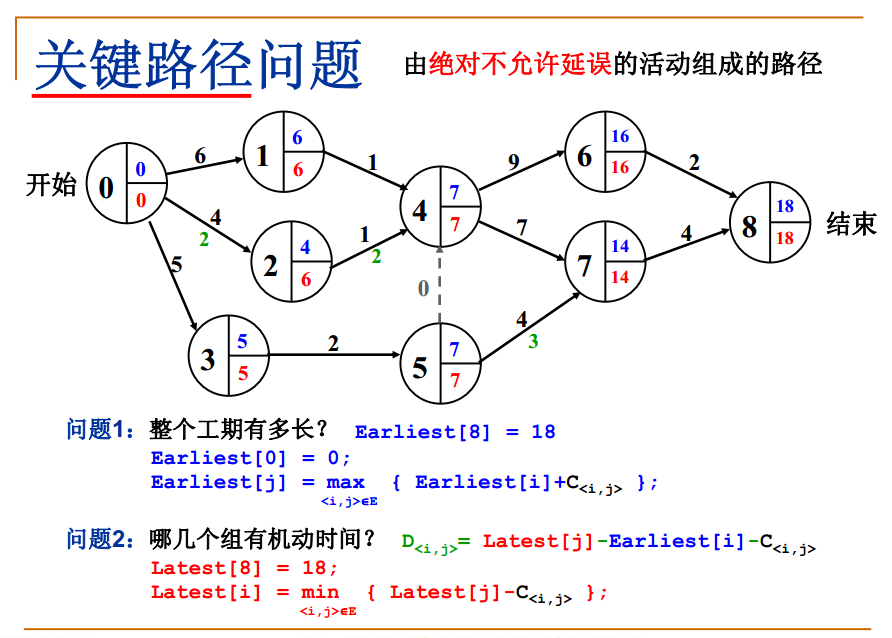 关键路径问题 由绝对不允许延误的活动组成的路径
开始
0 0 0
6
1 6 6
1
4
2
2 4 6
1
2
5
3 5 5
2
4 7 7
0
5 7 7
9
7
4
3
6 16 16
2
7 14 14
4
8 18 18
结束
问题1：整个工期有多长？ Earliest[8] = 18
Earliest[0] = 0;
Earliest[j] = max { Earliest[i]+C<i,j> };
<i,j>∈E
问题2：哪几个组有机动时间？ D<i,j>= Latest[j]-Earliest[i]-C<i,j>
Latest[8] = 18;
Latest[i] = min { Latest[j]-C<i,j> };
<i,j>∈E